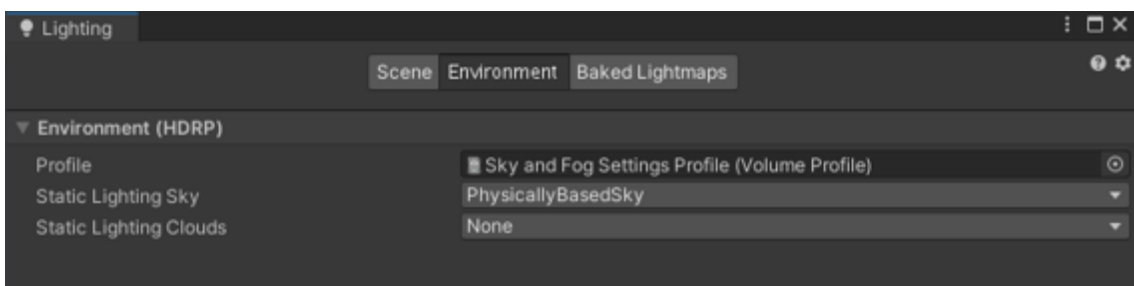 Lighting
Scene Environment Baked Lightmaps
Environment (HDRP)
Profile Sky and Fog Settings Profile (Volume Profile)
Static Lighting Sky PhysicallyBasedSky
Static Lighting Clouds None